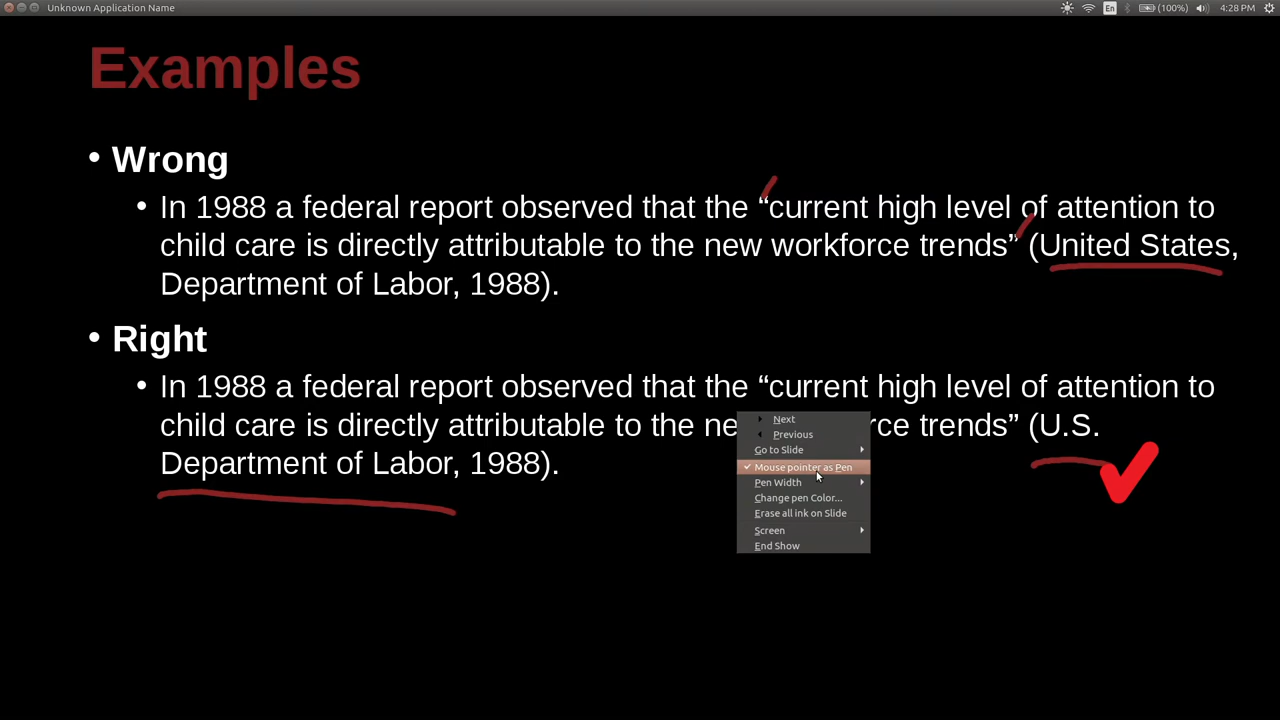 Unknown Application Name
En
(100%)
4:28 PM
Examples
• Wrong
• In 1988 a federal report observed that the “current high level of attention to
child care is directly attributable to the new workforce trends” (United States,
Department of Labor, 1988).
• Right
• In 1988 a federal report observed that the “current high level of attention to
child care is directly attributable to the ne rce trends” (U.S.
Department of Labor, 1988).
Next
Previous
Go to Slide
Mouse pointer as Pen
Pen Width
Change pen Color...
Erase all ink on Slide
Screen
End Show